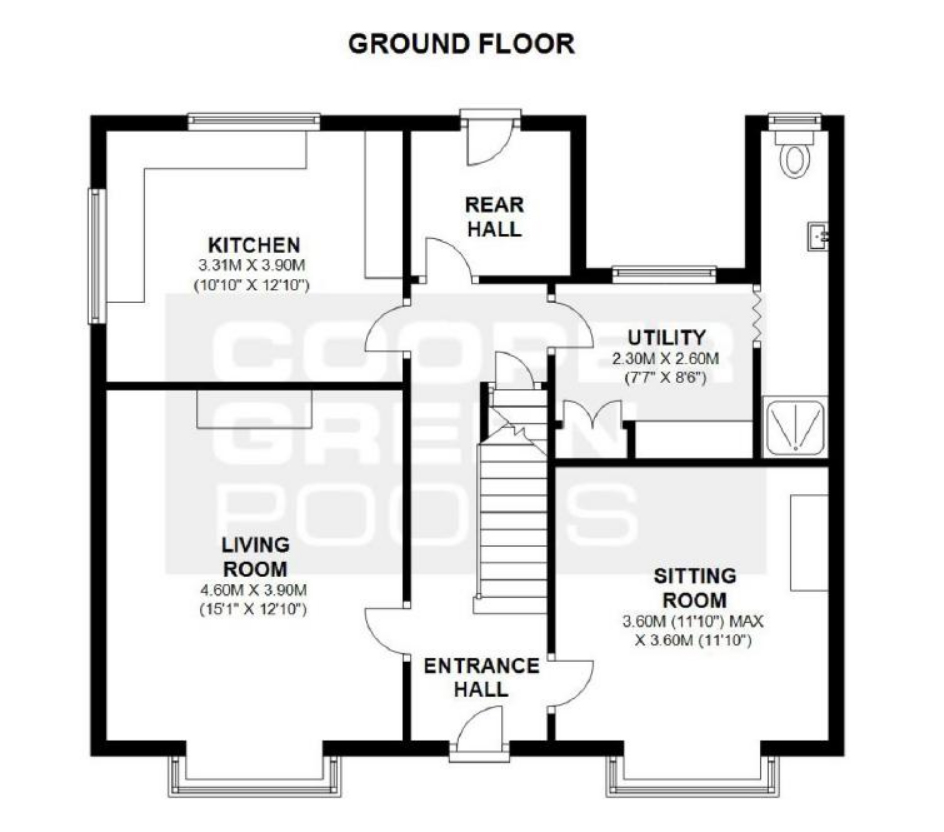 GROUND FLOOR
REAR
HALL
KITCHEN
3.31M X 3.90M
(10'10" X 12'10")
UTILITY
2.30M X 2.60M
(7'7" X 8'6")
COOPER
GREEN
POOKS
LIVING
ROOM
4.60M X 3.90M
(15'1" X 12'10")
SITTING
ROOM
3.60M (11'10") MAX
X 3.60M (11'10")
ENTRANCE
HALL